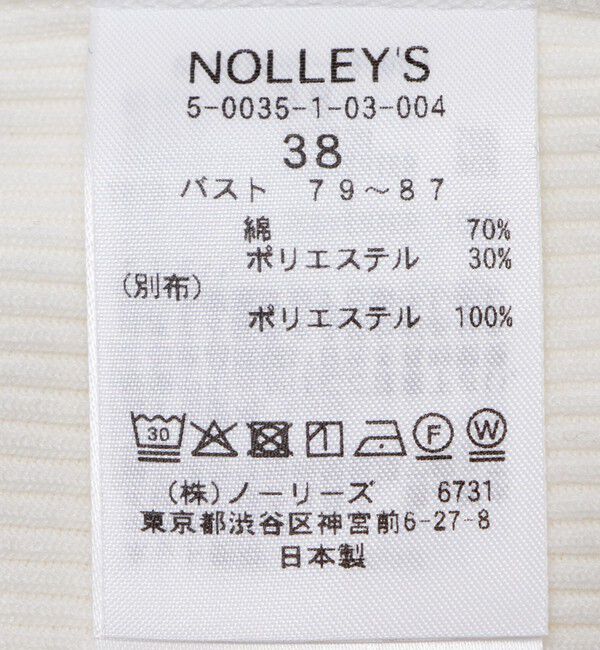 NOLLEY'S
5-0035-1-03-004
38
バスト 79～87
綿 70%
ポリエステル 30%
(別布)
ポリエステル 100%
30 F W
(株)ノーリーズ 6731
東京都渋谷区神宮前6-27-8
日本製